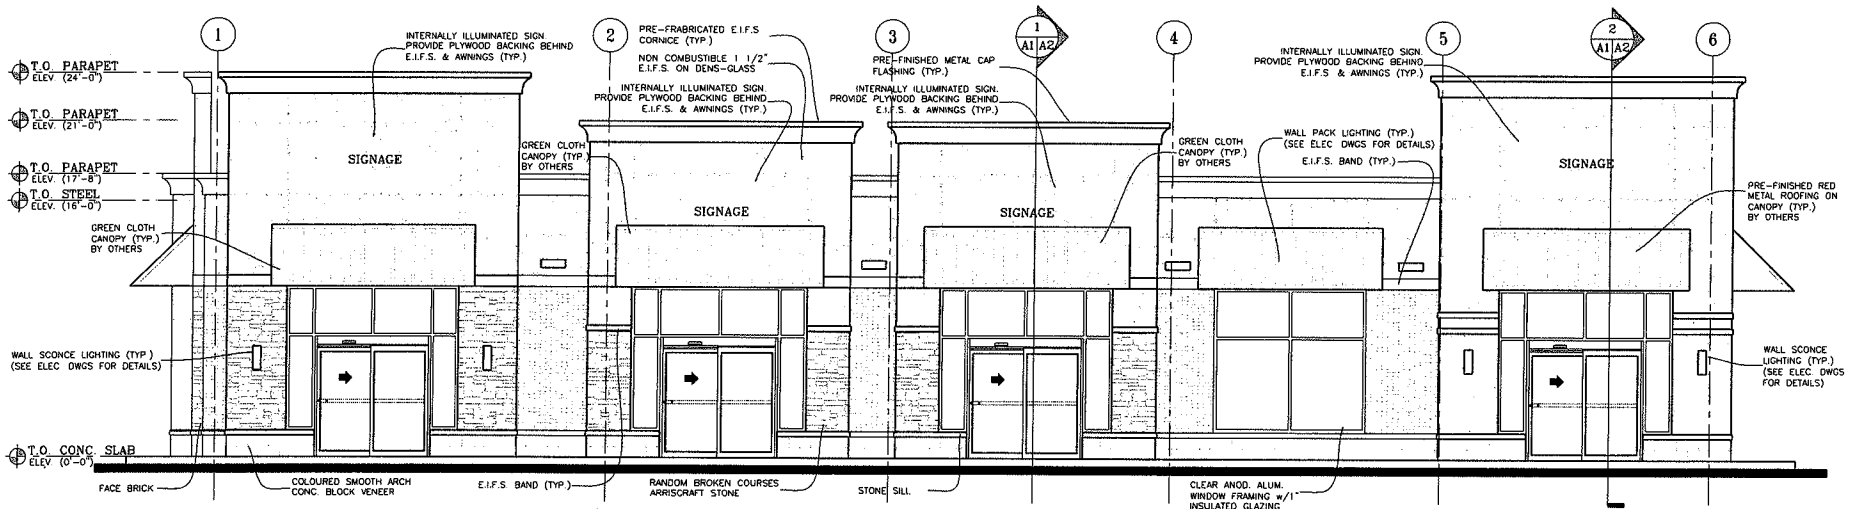 1
2
3
4
5
6
1
A1 A2
2
A1 A2
T.O. PARAPET
ELEV. (24'-0")
T.O. PARAPET
ELEV. (21'-0")
T.O. PARAPET
ELEV. (17'-8")
T.O. STEEL
ELEV. (16'-0")
T.O. CONC. SLAB
ELEV. (0'-0")
INTERNALLY ILLUMINATED SIGN.
PROVIDE PLYWOOD BACKING BEHIND
E.I.F.S. & AWNINGS (TYP.)
PRE-FRABRICATED E.I.F.S
CORNICE (TYP.)
NON COMBUSTIBLE 1 1/2"
E.I.F.S. ON DENS-GLASS
INTERNALLY ILLUMINATED SIGN.
PROVIDE PLYWOOD BACKING BEHIND
E.I.F.S. & AWNINGS (TYP.)
PRE-FINISHED METAL CAP
FLASHING (TYP.)
INTERNALLY ILLUMINATED SIGN.
PROVIDE PLYWOOD BACKING BEHIND
E.I.F.S. & AWNINGS (TYP.)
INTERNALLY ILLUMINATED SIGN.
PROVIDE PLYWOOD BACKING BEHIND
E.I.F.S & AWNINGS (TYP.)
GREEN CLOTH
CANOPY (TYP.)
BY OTHERS
GREEN CLOTH
CANOPY (TYP.)
BY OTHERS
WALL PACK LIGHTING (TYP.)
(SEE ELEC DWGS FOR DETAILS)
E.I.F.S. BAND (TYP.)
SIGNAGE
SIGNAGE
SIGNAGE
SIGNAGE
PRE-FINISHED RED
METAL ROOFING ON
CANOPY (TYP.)
BY OTHERS
GREEN CLOTH
CANOPY (TYP.)
BY OTHERS
WALL SCONCE LIGHTING (TYP.)
(SEE ELEC DWGS FOR DETAILS)
WALL SCONCE
LIGHTING (TYP.)
(SEE ELEC. DWGS
FOR DETAILS)
FACE BRICK
COLOURED SMOOTH ARCH
CONC. BLOCK VENEER
E.I.F.S. BAND (TYP.)
RANDOM BROKEN COURSES
ARRISCRAFT STONE
STONE SILL
CLEAR ANOD. ALUM.
WINDOW FRAMING w/1"
INSULATED GLAZING